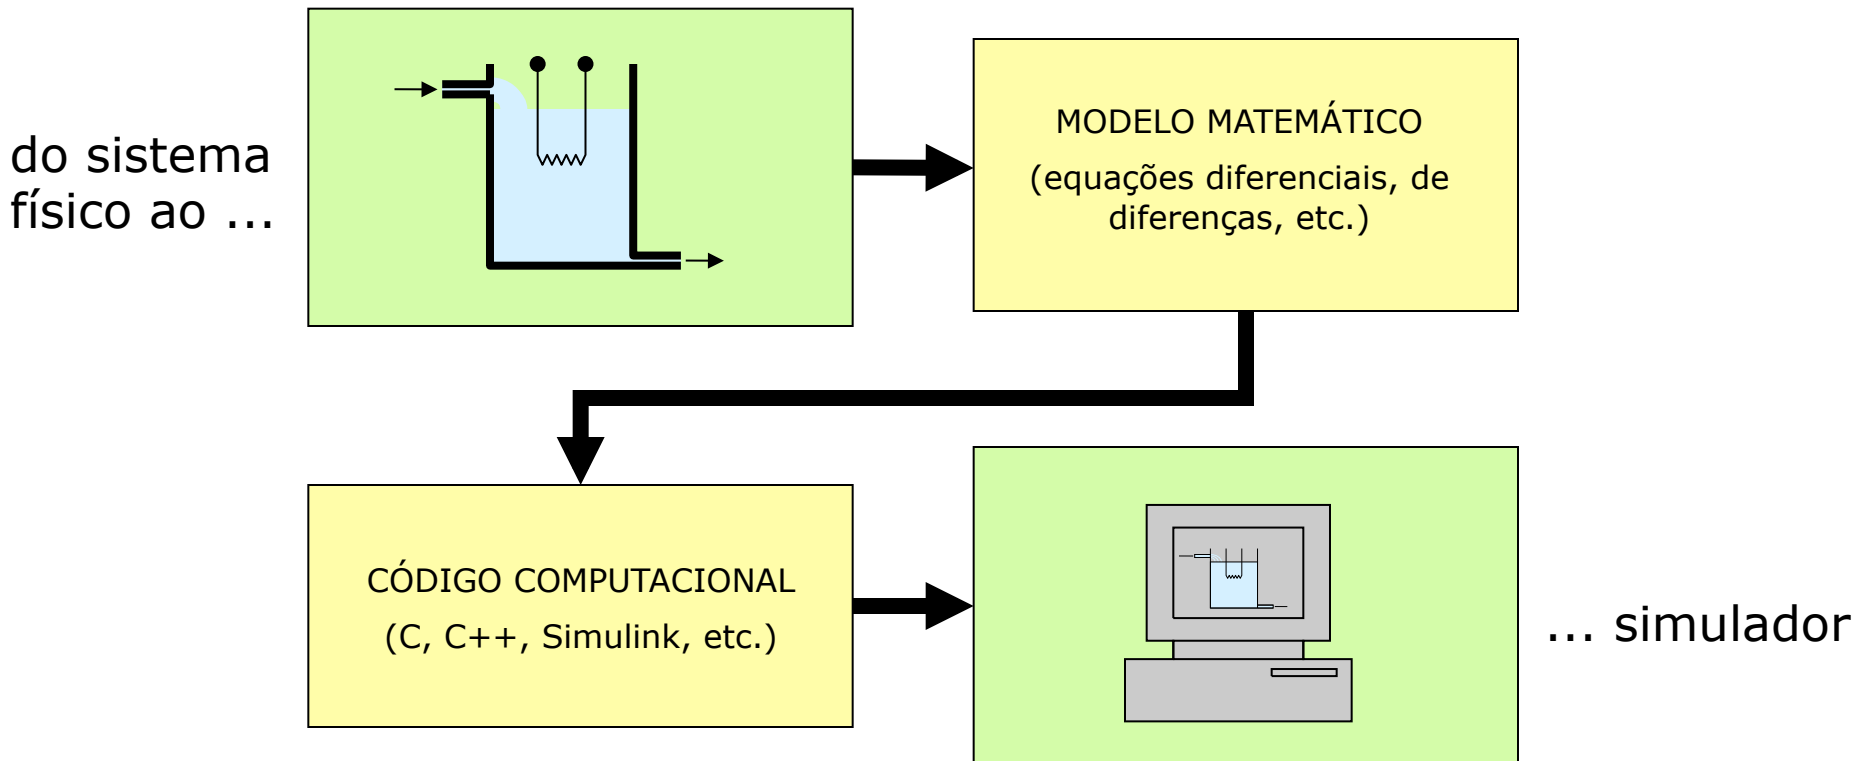 do sistema
físico ao ...
MODELO MATEMÁTICO
(equações diferenciais, de
diferenças, etc.)
CÓDIGO COMPUTACIONAL
(C, C++, Simulink, etc.)
... simulador